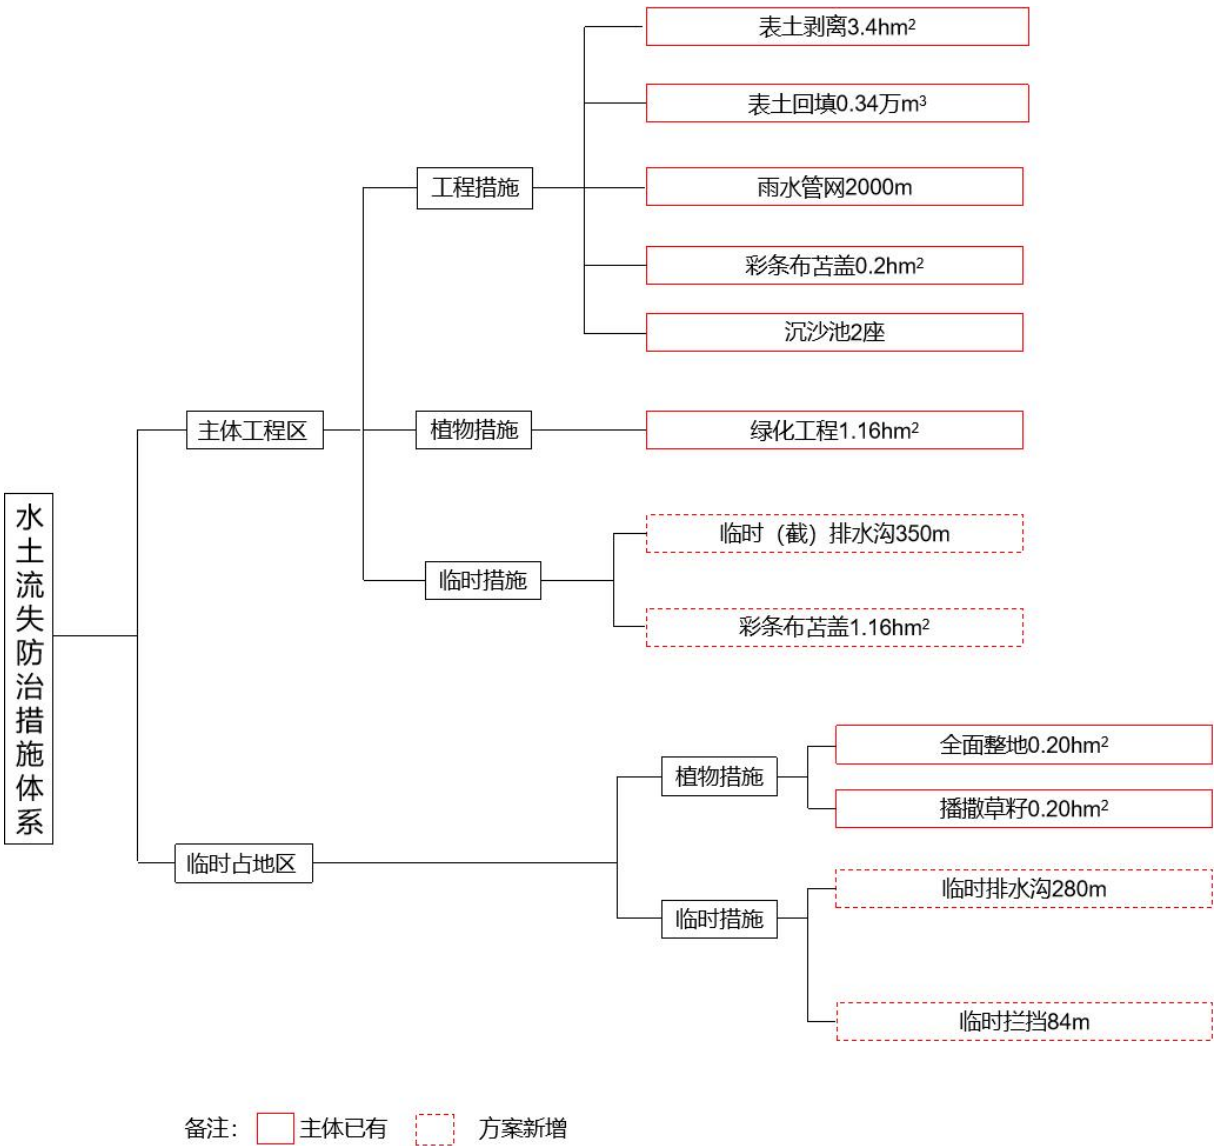 水土流失防治措施体系
主体工程区
工程措施
表土剥离3.4hm²
表土回填0.34万m³
雨水管网2000m
彩条布苫盖0.2hm²
沉沙池2座
植物措施
绿化工程1.16hm²
临时措施
临时（截）排水沟350m
彩条布苫盖1.16hm²
临时占地区
植物措施
全面整地0.20hm²
播撒草籽0.20hm²
临时措施
临时排水沟280m
临时拦挡84m
备注： 主体已有 方案新增